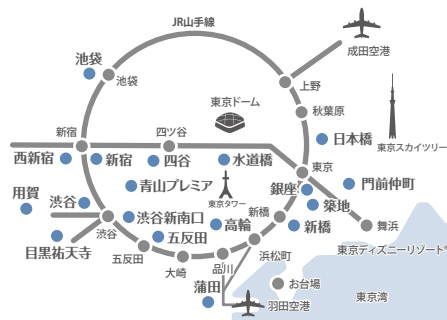 JR山手線
成田空港
池袋
池袋
上野
秋葉原
東京ドーム
日本橋
東京スカイツリー
新宿
四ツ谷
西新宿
新宿
四谷
水道橋
東京
門前仲町
銀座
青山プレミア
東京タワー
築地
用賀
渋谷
渋谷新南口
新橋
舞浜
渋谷
高輪
新橋
東京ディズニーリゾート®
目黒祐天寺
五反田
五反田
浜松町
品川
大崎
お台場
蒲田
羽田空港
東京湾